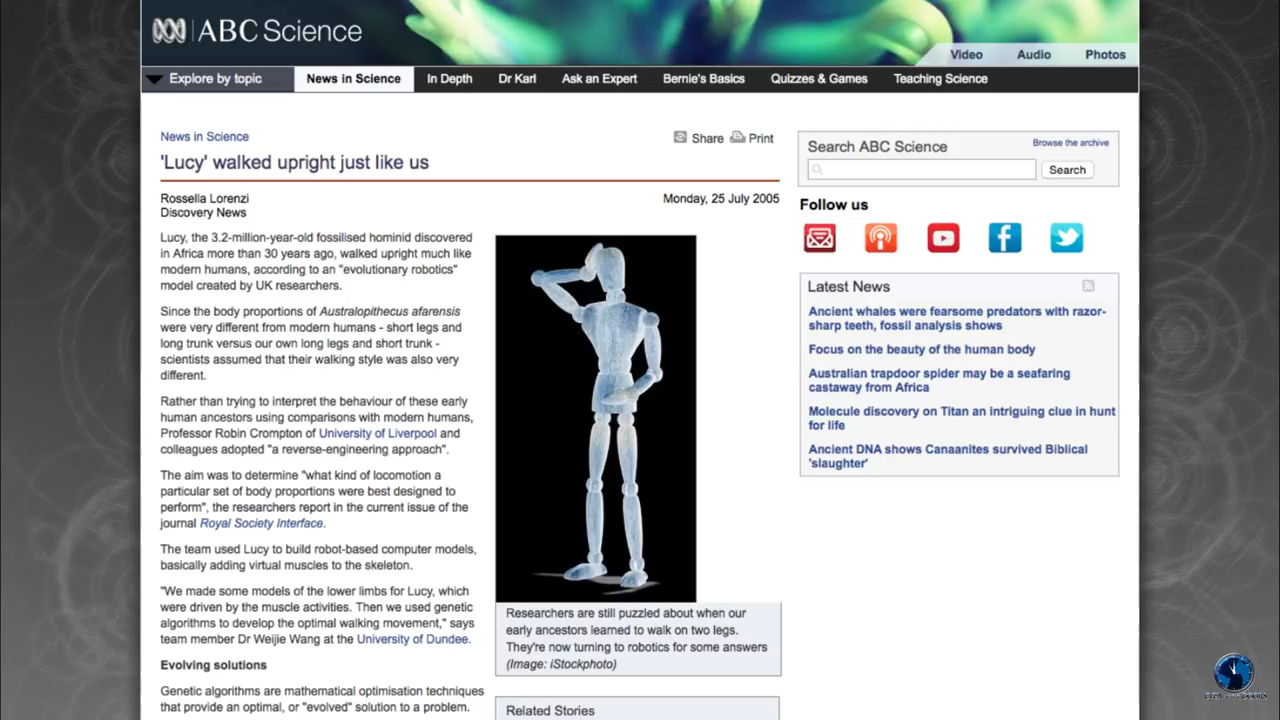 ABC Science
Video Audio Photos
Explore by topic News in Science In Depth Dr Karl Ask an Expert Bernie's Basics Quizzes & Games Teaching Science
News in Science
Share Print
'Lucy' walked upright just like us
Rossella Lorenzi
Discovery News
Monday, 25 July 2005
Lucy, the 3.2-million-year-old fossilised hominid discovered
in Africa more than 30 years ago, walked upright much like
modern humans, according to an "evolutionary robotics"
model created by UK researchers.
Since the body proportions of Australopithecus afarensis
were very different from modern humans - short legs and
long trunk versus our own long legs and short trunk -
scientists assumed that their walking style was also very
different.
Rather than trying to interpret the behaviour of these early
human ancestors using comparisons with modern humans,
Professor Robin Crompton of University of Liverpool and
colleagues adopted "a reverse-engineering approach".
The aim was to determine "what kind of locomotion a
particular set of body proportions were best designed to
perform", the researchers report in the current issue of the
journal Royal Society Interface.
The team used Lucy to build robot-based computer models,
basically adding virtual muscles to the skeleton.
"We made some models of the lower limbs for Lucy, which
were driven by the muscle activities. Then we used genetic
algorithms to develop the optimal walking movement," says
team member Dr Weijie Wang at the University of Dundee.
Evolving solutions
Genetic algorithms are mathematical optimisation techniques
that provide an optimal, or "evolved" solution to a problem.
Researchers are still puzzled about when our
early ancestors learned to walk on two legs.
They're now turning to robotics for some answers
(Image: iStockphoto)
Related Stories
Search ABC Science
Browse the archive
Search
Follow us
Latest News
Ancient whales were fearsome predators with razor-
sharp teeth, fossil analysis shows
Focus on the beauty of the human body
Australian trapdoor spider may be a seafaring
castaway from Africa
Molecule discovery on Titan an intriguing clue in hunt
for life
Ancient DNA shows Canaanites survived Biblical
'slaughter'